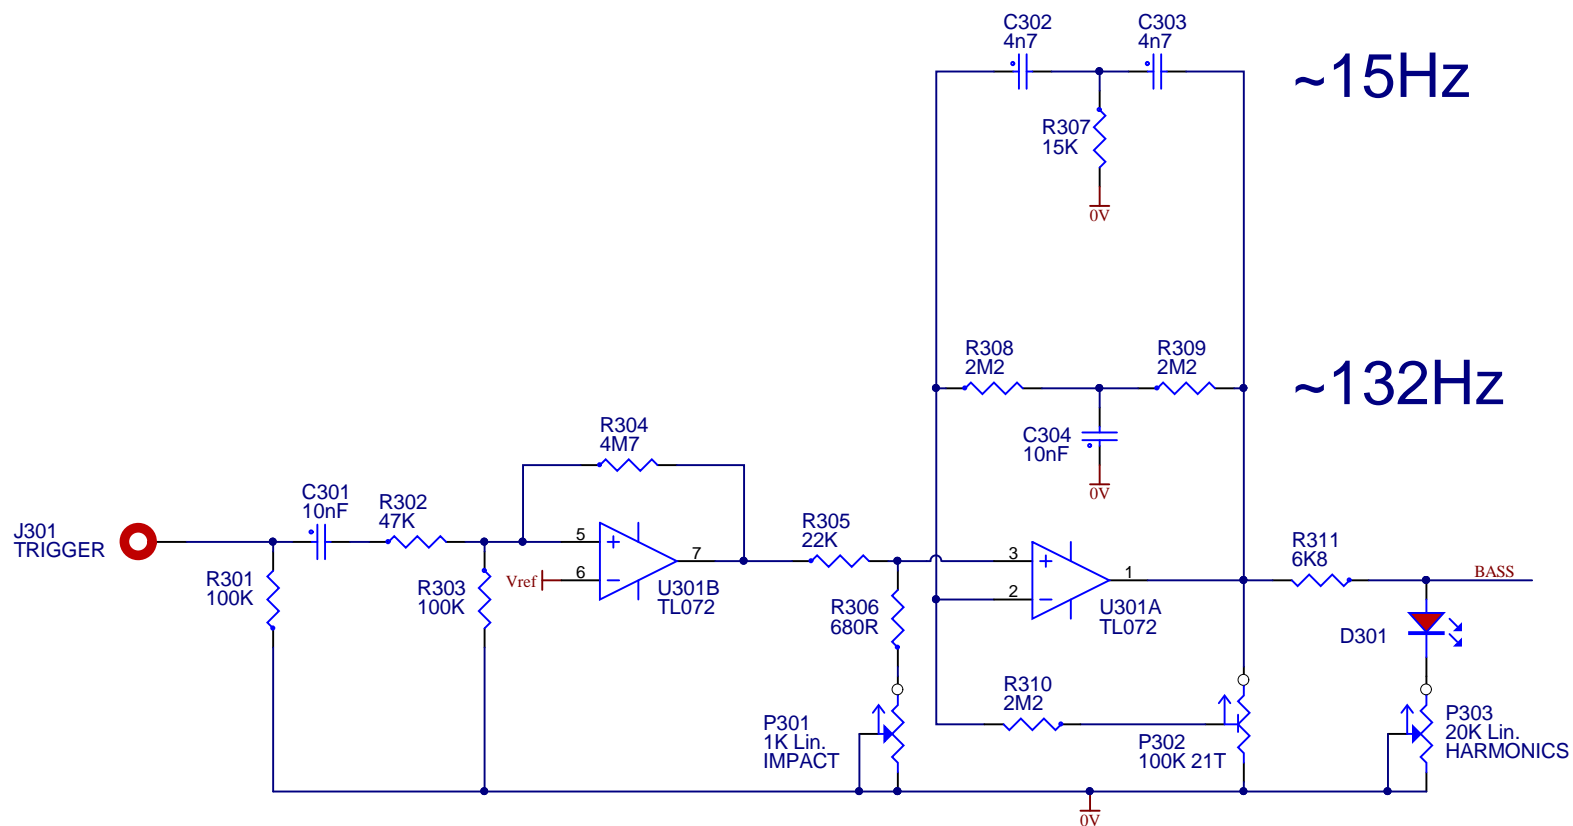 C302
4n7
C303
4n7
~15Hz
R307
15K
0V
R308
2M2
R309
2M2
~132Hz
C304
10nF
0V
R304
4M7
C301
10nF
R302
47K
J301
TRIGGER
R301
100K
R303
100K
Vref
5
6
7
U301B
TL072
R305
22K
R306
680R
3
2
1
U301A
TL072
R311
6K8
BASS
D301
R310
2M2
P301
1K Lin.
IMPACT
P302
100K 21T
P303
20K Lin.
HARMONICS
0V